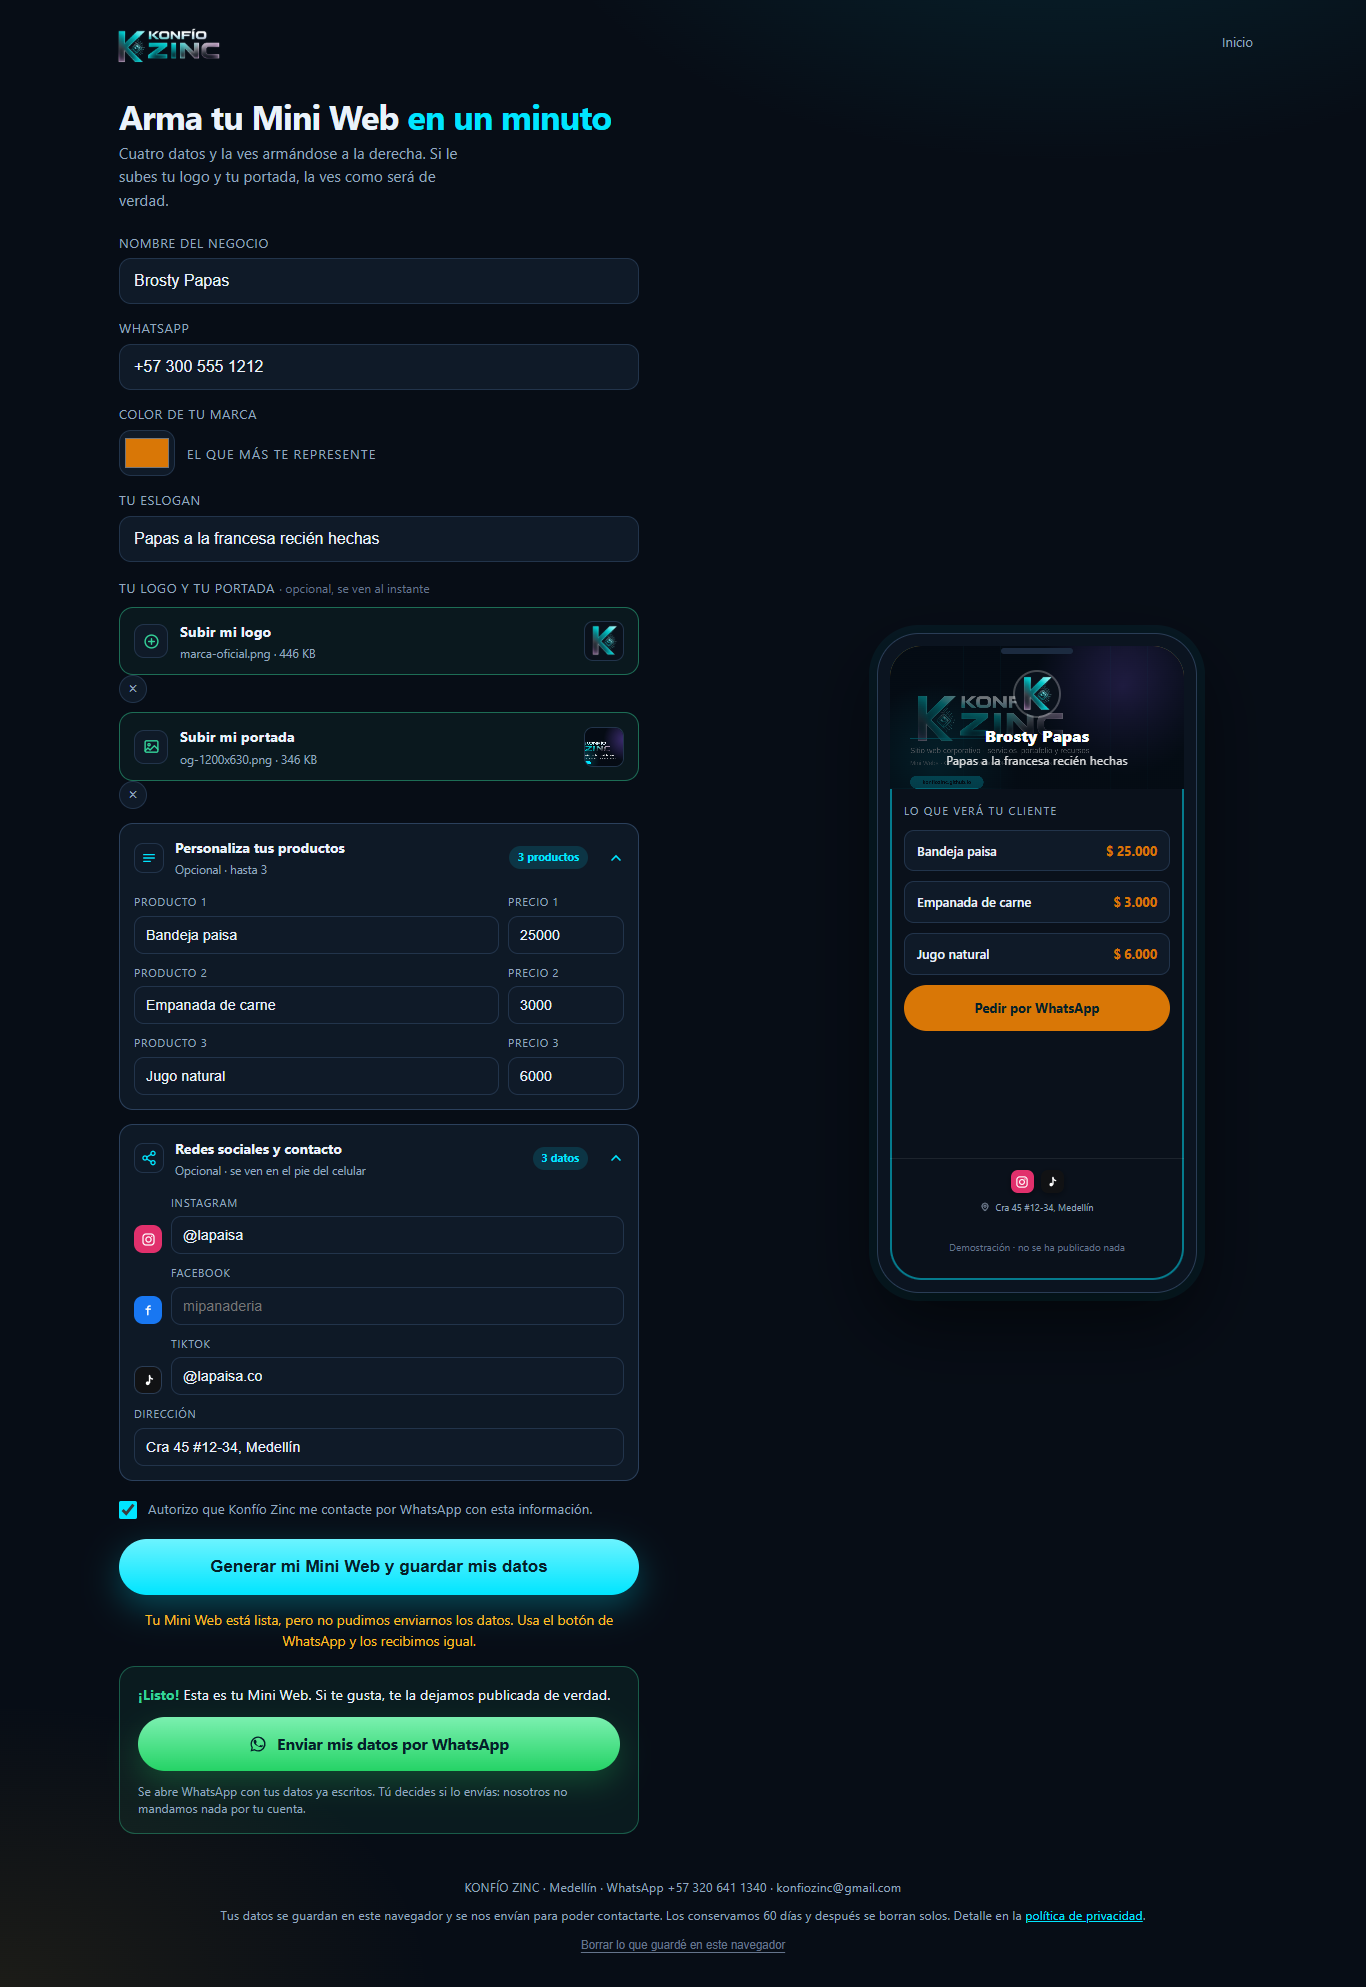 KONFÍO
ZINC
Inicio
Arma tu Mini Web en un minuto
Cuatro datos y la ves armándose a la derecha. Si le
subes tu logo y tu portada, la ves como será de
verdad.
NOMBRE DEL NEGOCIO
Brosty Papas
WHATSAPP
+57 300 555 1212
COLOR DE TU MARCA
EL QUE MÁS TE REPRESENTE
TU ESLOGAN
Papas a la francesa recién hechas
TU LOGO Y TU PORTADA · opcional, se ven al instante
Subir mi logo
marca-oficial.png · 446 KB
×
Subir mi portada
og-1200x630.png · 346 KB
×
Personaliza tus productos
Opcional · hasta 3
3 productos
PRODUCTO 1
PRECIO 1
Bandeja paisa
25000
PRODUCTO 2
PRECIO 2
Empanada de carne
3000
PRODUCTO 3
PRECIO 3
Jugo natural
6000
Redes sociales y contacto
Opcional · se ven en el pie del celular
3 datos
INSTAGRAM
@lapaisa
FACEBOOK
mipanaderia
TIKTOK
@lapaisa.co
DIRECCIÓN
Cra 45 #12-34, Medellín
Autorizo que Konfío Zinc me contacte por WhatsApp con esta información.
Generar mi Mini Web y guardar mis datos
Tu Mini Web está lista, pero no pudimos enviarnos los datos. Usa el botón de
WhatsApp y los recibimos igual.
¡Listo! Esta es tu Mini Web. Si te gusta, te la dejamos publicada de verdad.
Enviar mis datos por WhatsApp
Se abre WhatsApp con tus datos ya escritos. Tú decides si lo envías: nosotros no
mandamos nada por tu cuenta.
ZINC
Brosty Papas
Sitio web corporativo · servicios, portafolio y recursos
Papas a la francesa recién hechas
LO QUE VERÁ TU CLIENTE
Bandeja paisa
$ 25.000
Empanada de carne
$ 3.000
Jugo natural
$ 6.000
Pedir por WhatsApp
Cra 45 #12-34, Medellín
Demostración · no se ha publicado nada
KONFÍO ZINC · Medellín · WhatsApp +57 320 641 1340 · konfiozinc@gmail.com
Tus datos se guardan en este navegador y se nos envían para poder contactarte. Los conservamos 60 días y después se borran solos. Detalle en la política de privacidad.
Borrar lo que guardé en este navegador